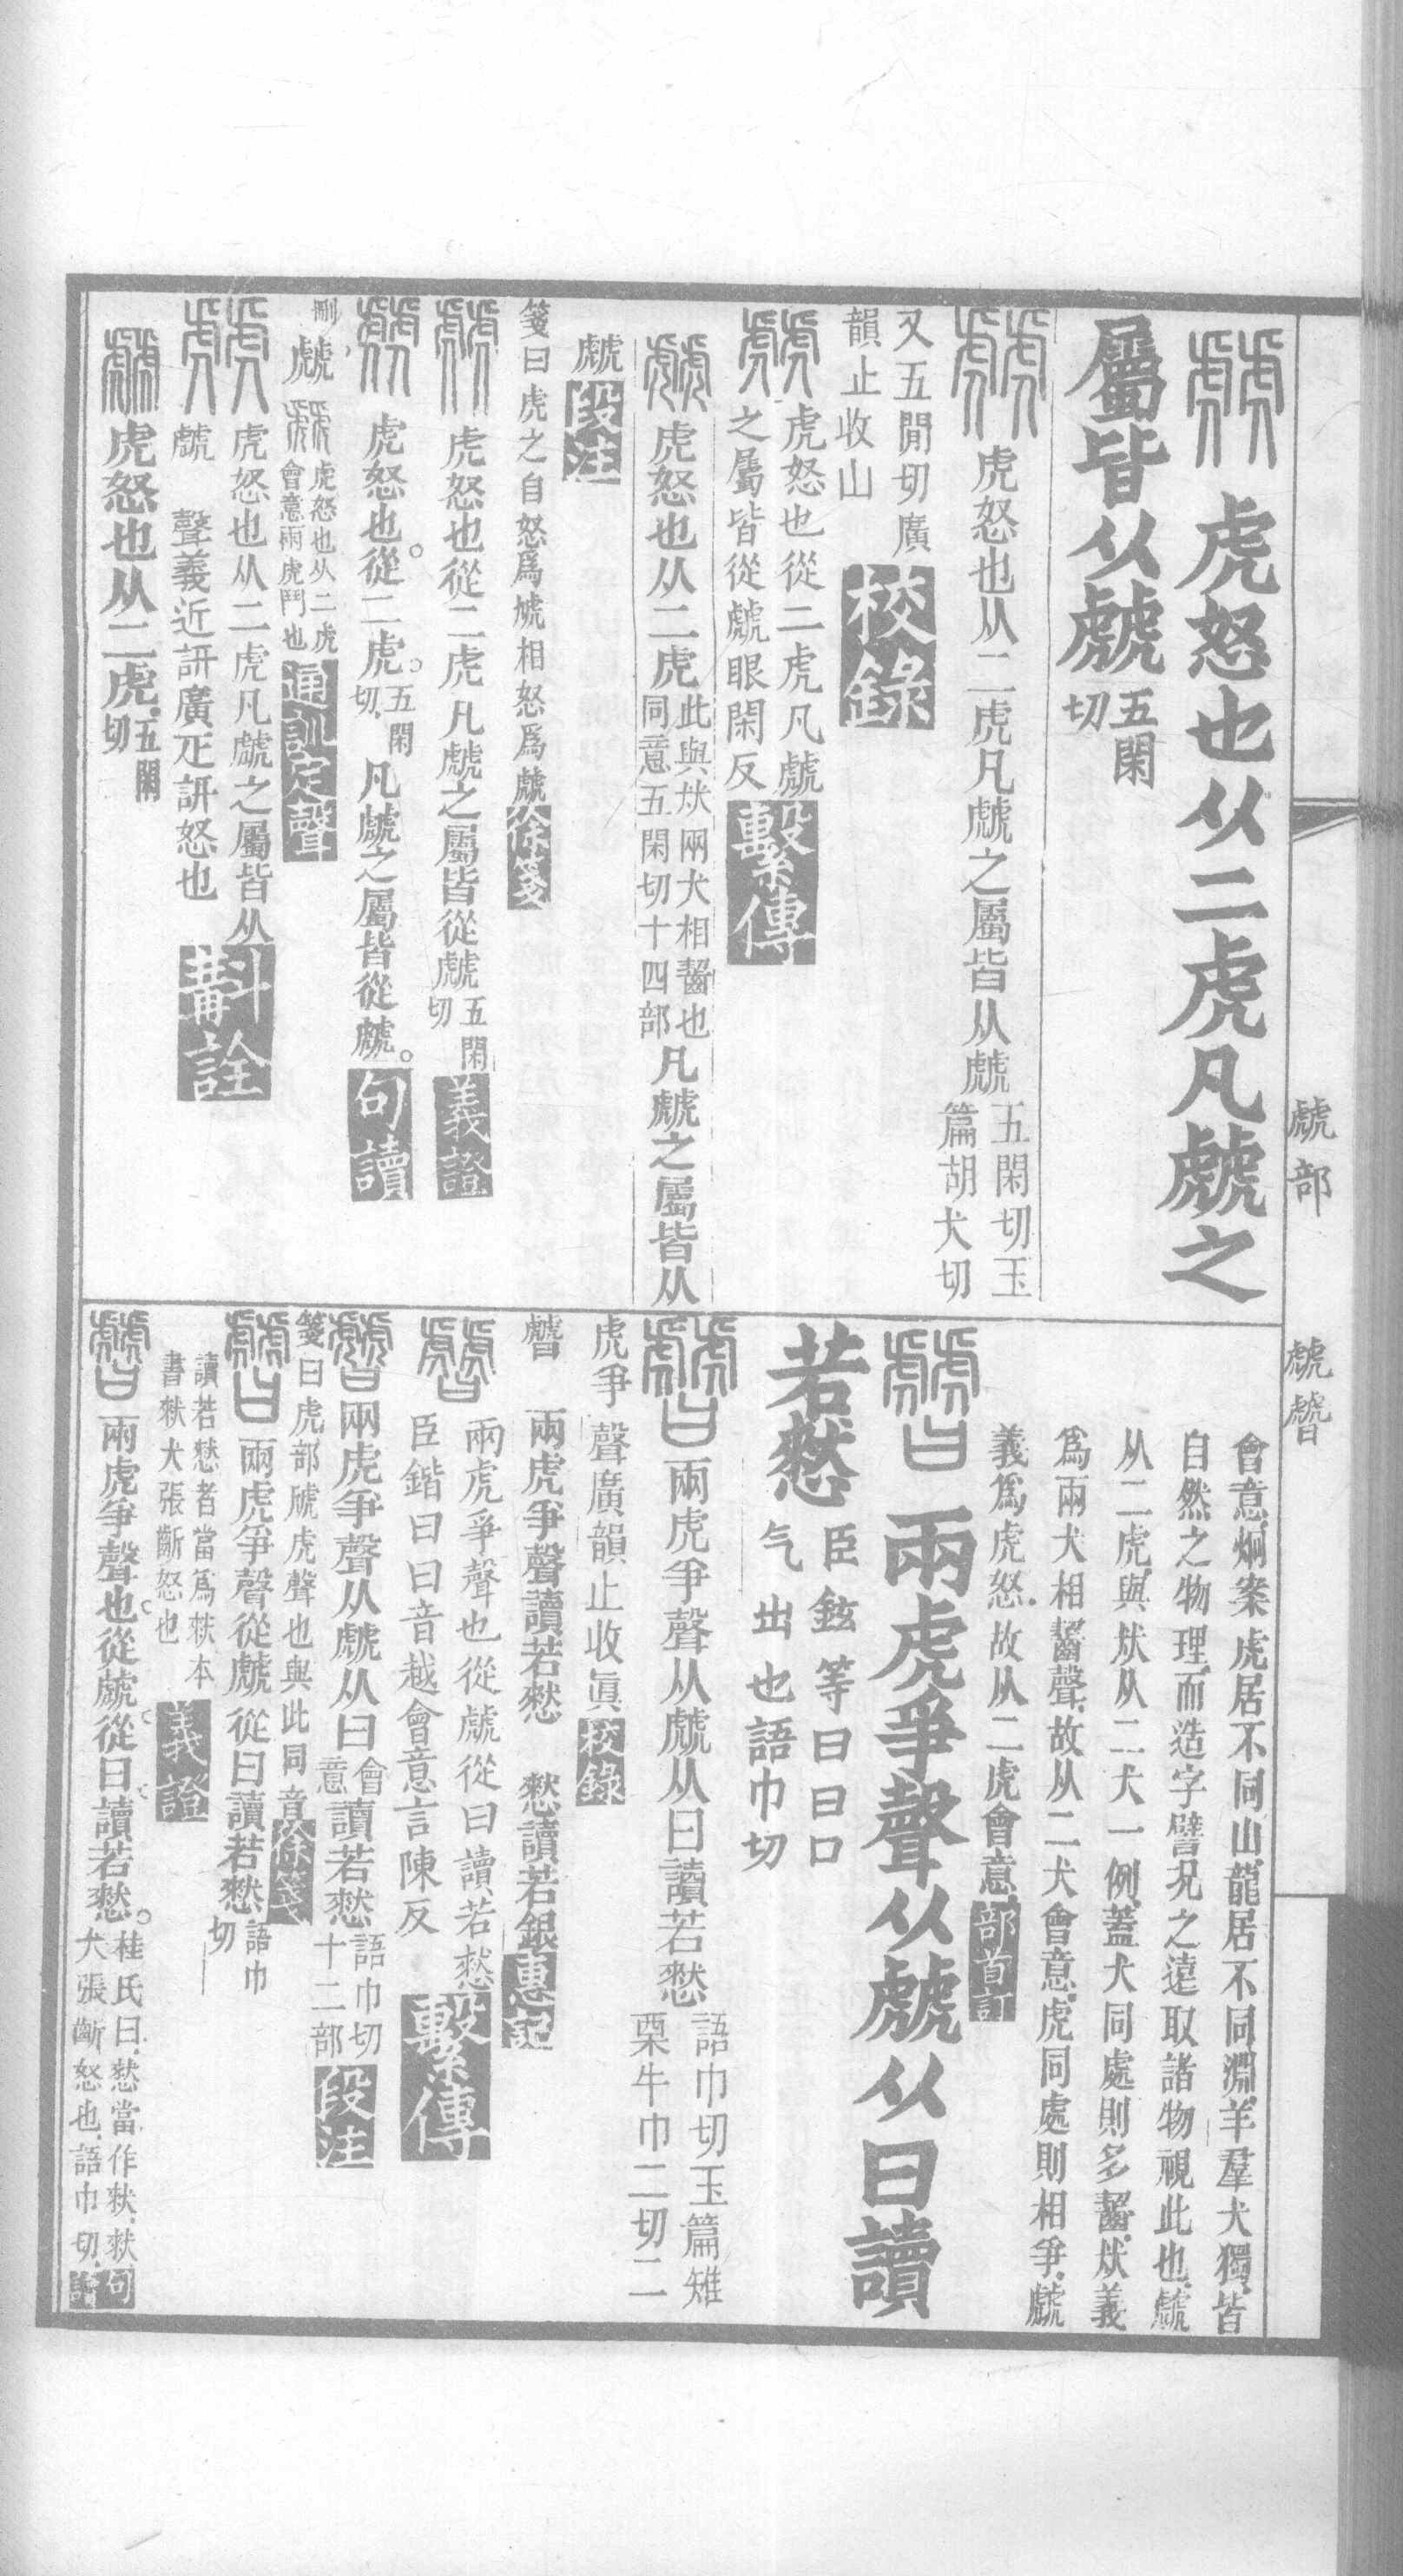 虤部　　虤䖐
虎怒也从二虎凡虤之
屬皆从虤五閑切
虎怒也从二虎凡虤之屬皆从虤五閑切玉篇胡犬切
又五閒切廣韻止收山校錄
虎怒也從二虎凡虤之屬皆從虤眼閑反繫傳
虎怒也从二虎此與㹜兩犬相齧也同意五閑切十四部凡虤之屬皆从
虤段注
箋曰虎之自怒爲虓相怒爲虤徐箋
虎怒也從二虎凡虤之屬皆從虤五閑切義證
虎怒也。從二虎。五閑切、凡虤之屬皆從虤。句讀
虤虎怒也从二虎會意兩虎鬥也通訓定聲
虎怒也从二虎凡虤之屬皆从虤
聲義近訮廣疋訮怒也斠詮
虎怒也从二虎。五閑切
會意、炯案虎居不同山、龍居不同淵、羊羣犬獨、皆
自然之物理、而造字譬況之遠取諸物視此也、虤
从二虎、與㹜从二犬一例、蓋犬同處則多齧、㹜義
爲兩犬相齧聲、故从二犬會意、虎同處則相爭、虤
義爲虎怒、故从二虎會意、部首訂
兩虎爭聲从虤从曰讀
若憖臣鉉等曰曰口气出也語巾切
兩虎爭聲从虤从曰讀若憖語巾切玉篇雉栗牛巾二切二
虎爭聲廣韻止收眞校錄
䖐兩虎爭聲讀若憖　憖讀若銀惠記
兩虎爭聲也從虤從曰讀若憖
臣鍇曰曰音越會意言陳反繫傳
兩虎爭聲从虤从曰會意讀若憖語巾切十二部段注
箋曰虎部虓虎聲也與此同音徐箋
兩虎爭聲從虤從曰讀若憖語巾切
讀若憖者當爲猌本書猌犬張齗怒也義證
兩虎爭聲也從虤從曰讀若憖。桂氏曰、憖當作猌、猌、犬張齗怒也、語巾切、句讀